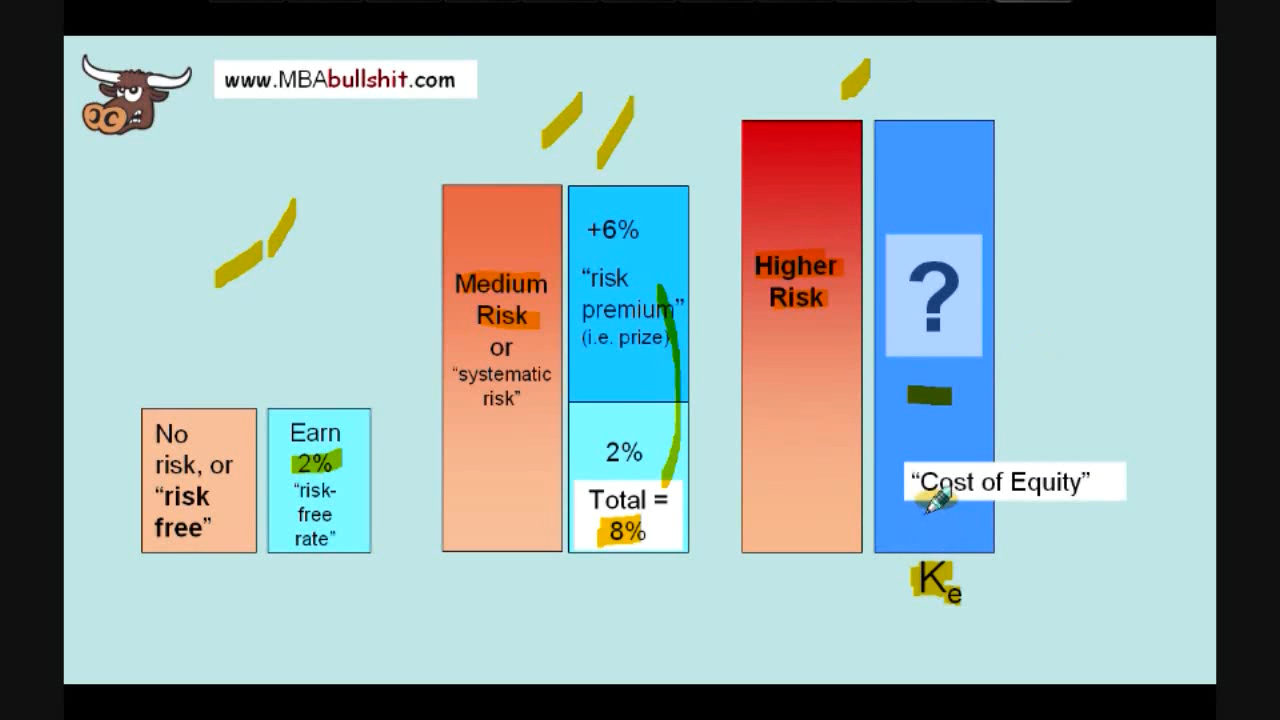 www.MBAbullshit.com
No
risk, or
“risk
free”
Earn
2%
“risk-
free
rate”
Medium
Risk
or
“systematic
risk”
+6%
“risk
premium”
(i.e. prize)
2%
Total =
8%
Higher
Risk
?
“Cost of Equity”
Ke